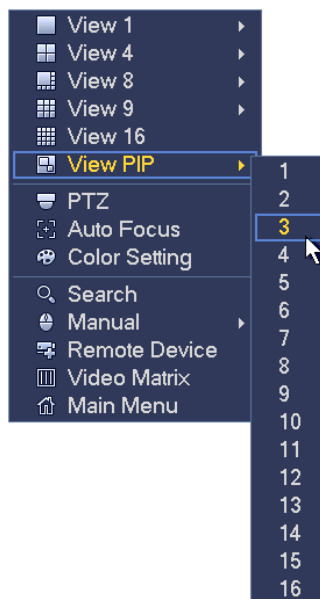 View 1
View 4
View 8
View 9
View 16
View PIP
PTZ
Auto Focus
Color Setting
Search
Manual
Remote Device
Video Matrix
Main Menu
1
2
3
4
5
6
7
8
9
10
11
12
13
14
15
16